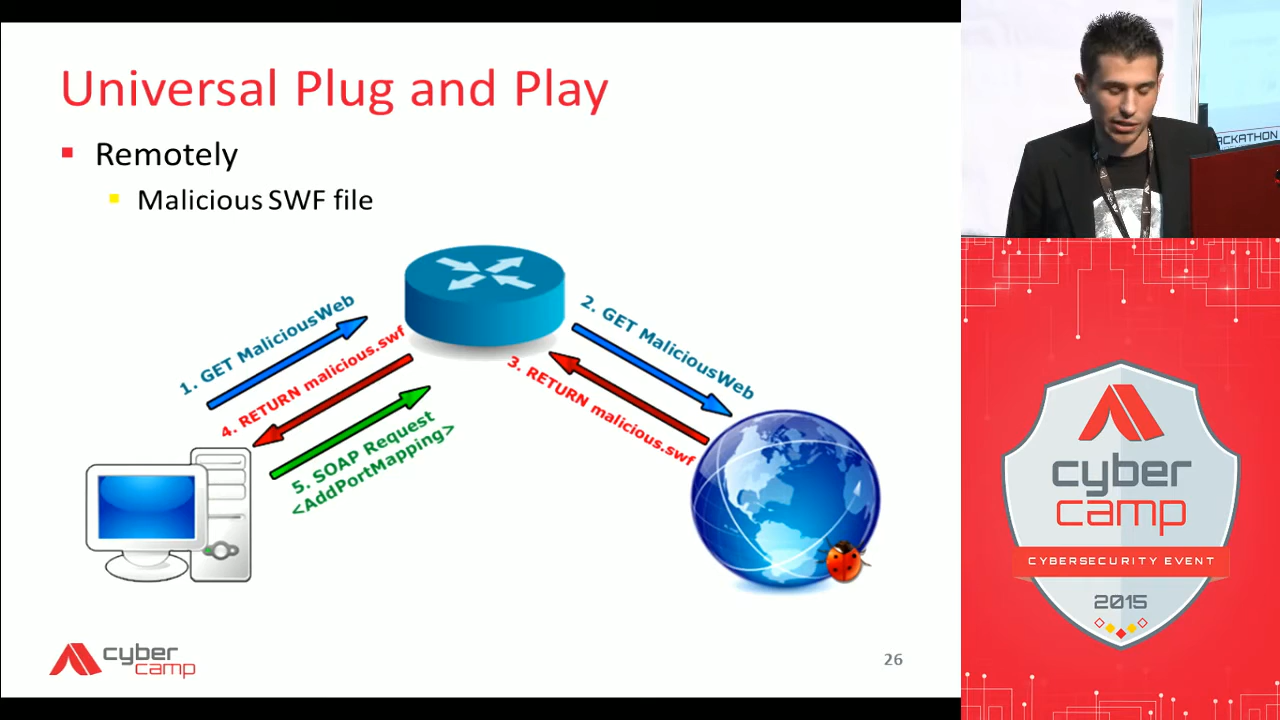 Universal Plug and Play
Remotely
Malicious SWF file
1. GET MaliciousWeb
2. GET MaliciousWeb
3. RETURN malicious.swf
4. RETURN malicious.swf
5. SOAP Request
<AddPortMapping>
cyber
camp
26
ACKATHON
cyber
camp
CYBERSECURITY EVENT
2015